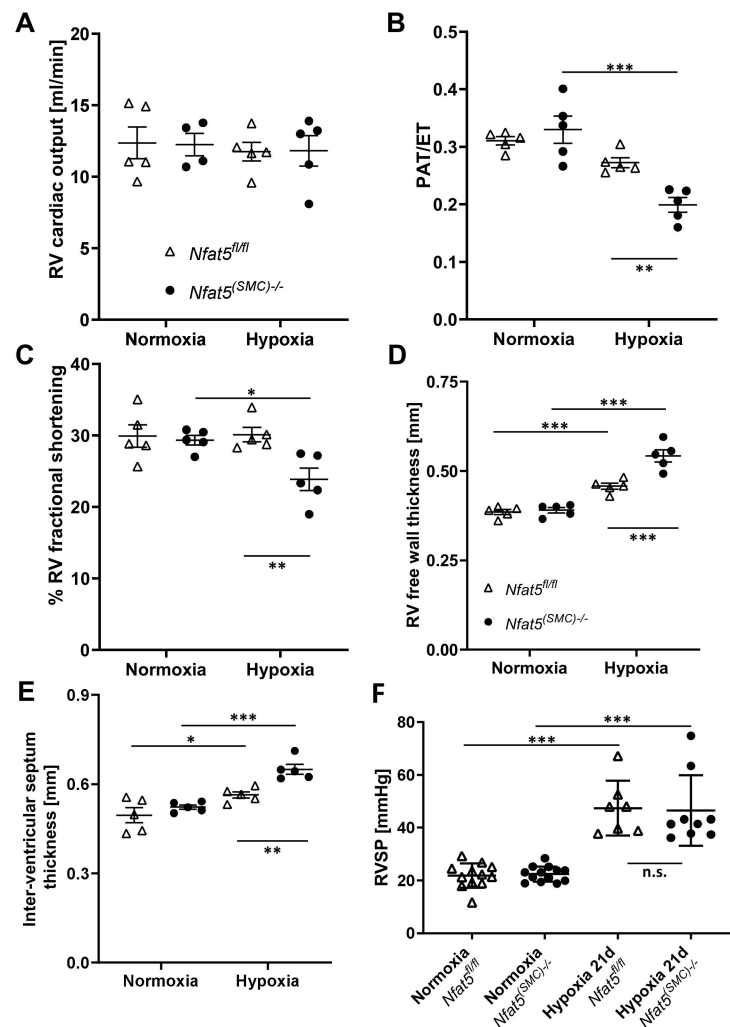 A
RV cardiac output [ml/min]
20
15
10
5
0
Nfat5fl/fl
Nfat5(SMC)-/-
Normoxia Hypoxia
B
PAT/ET
0.5
0.4
0.3
0.2
0.1
0.0
***
**
Normoxia Hypoxia
C
% RV fractional shortening
40
30
20
10
0
*
**
Normoxia Hypoxia
D
RV free wall thickness [mm]
0.75
0.50
0.25
0.00
***
***
***
Nfat5fl/fl
Nfat5(SMC)-/-
Normoxia Hypoxia
E
Inter-ventricular septum
thickness [mm]
0.9
0.6
0.3
0.0
***
*
**
Normoxia Hypoxia
F
RVSP [mmHg]
80
60
40
20
0
***
***
n.s.
Normoxia
Nfat5fl/fl
Normoxia
Nfat5(SMC)-/-
Hypoxia 21d
Nfat5fl/fl
Hypoxia 21d
Nfat5(SMC)-/-